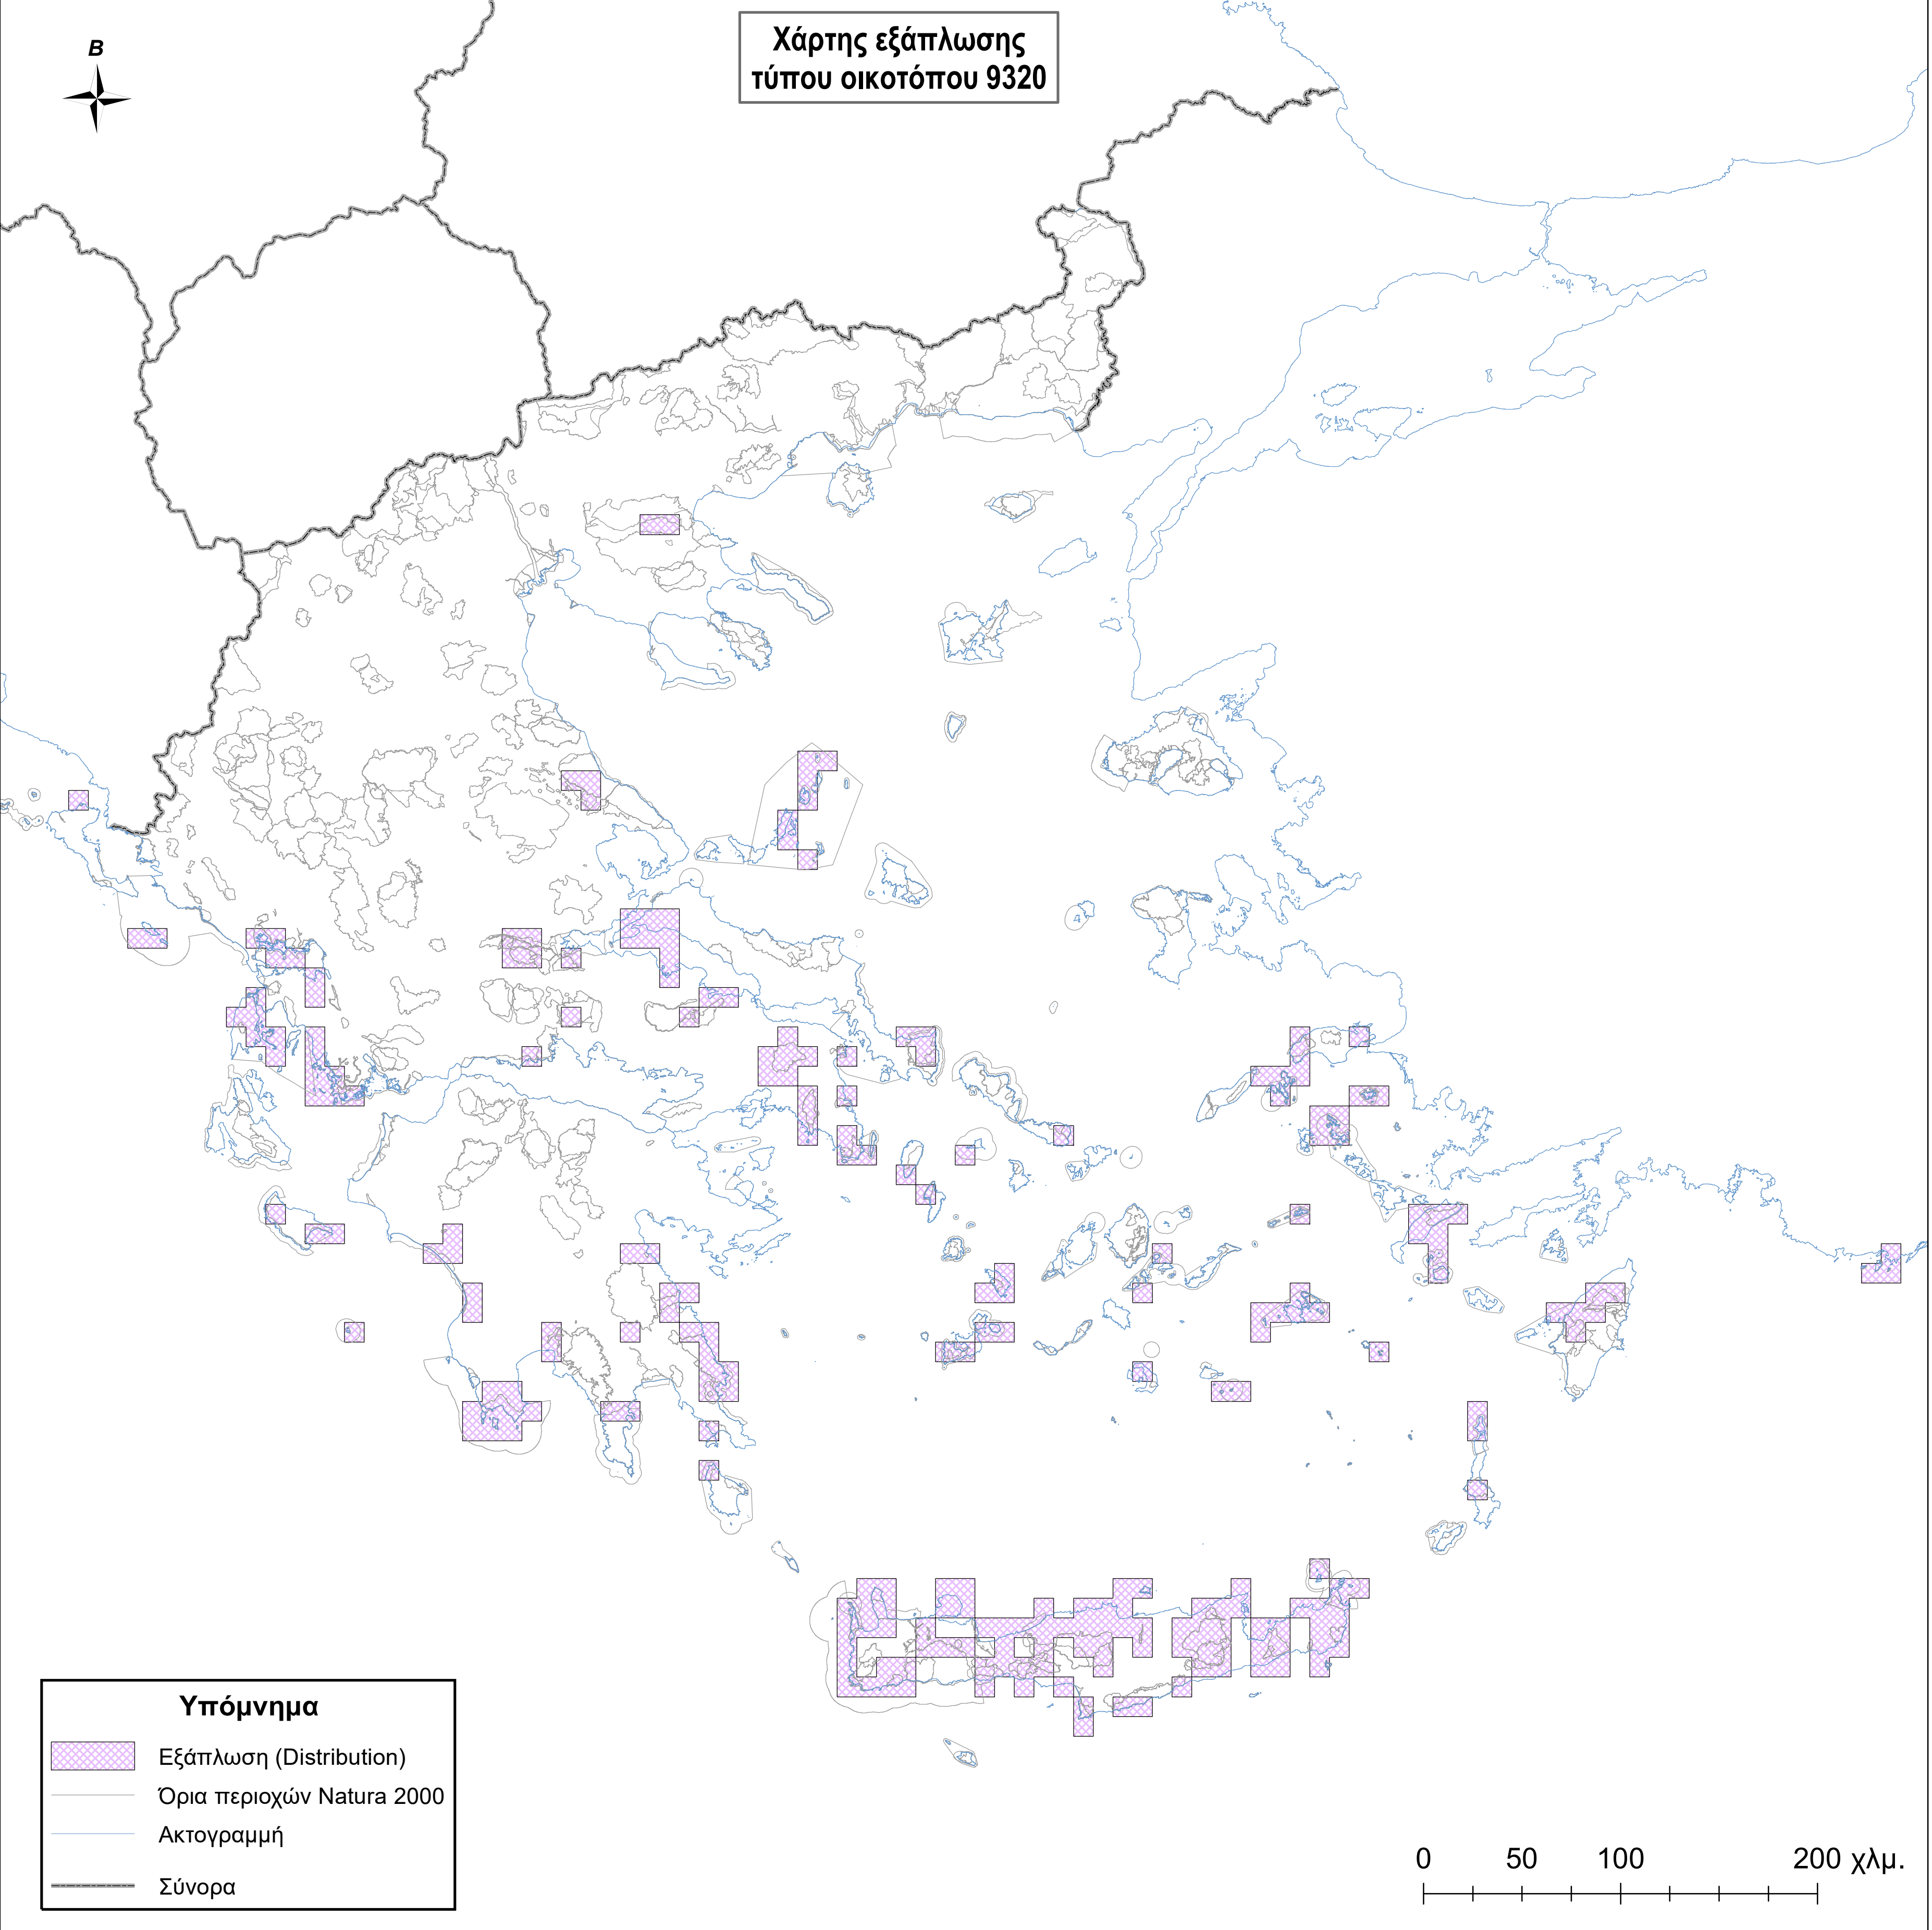 Χάρτης εξάπλωσης
τύπου οικοτόπου 9320
Β
Υπόμνημα
Εξάπλωση (Distribution)
Όρια περιοχών Natura 2000
Ακτογραμμή
Σύνορα
0 50 100 200 χλμ.